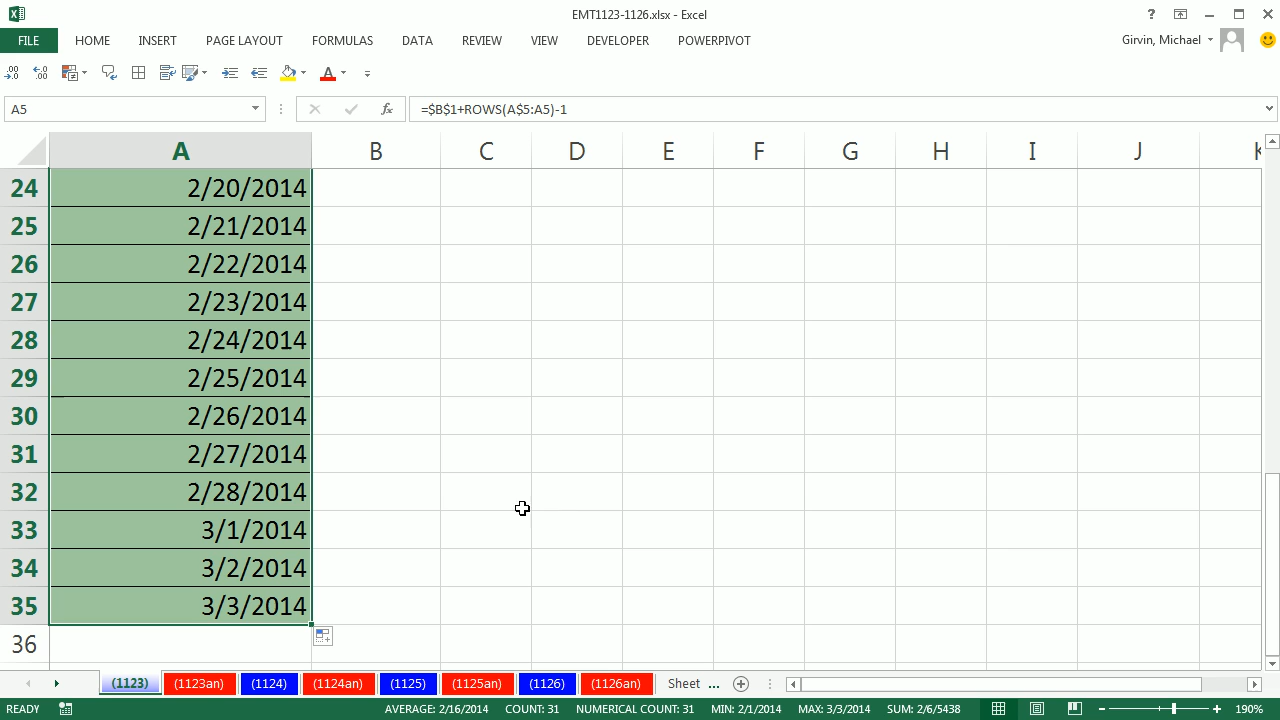 EMT1123-1126.xlsx - Excel
?
FILE HOME INSERT PAGE LAYOUT FORMULAS DATA REVIEW VIEW DEVELOPER POWERPIVOT Girvin, Michael
A5 fx =$B$1+ROWS(A$5:A5)-1
A B C D E F G H I J K
24 2/20/2014
25 2/21/2014
26 2/22/2014
27 2/23/2014
28 2/24/2014
29 2/25/2014
30 2/26/2014
31 2/27/2014
32 2/28/2014
33 3/1/2014
34 3/2/2014
35 3/3/2014
36
(1123) (1123an) (1124) (1124an) (1125) (1125an) (1126) (1126an) Sheet ...
READY AVERAGE: 2/16/2014 COUNT: 31 NUMERICAL COUNT: 31 MIN: 2/1/2014 MAX: 3/3/2014 SUM: 2/6/5438 190%